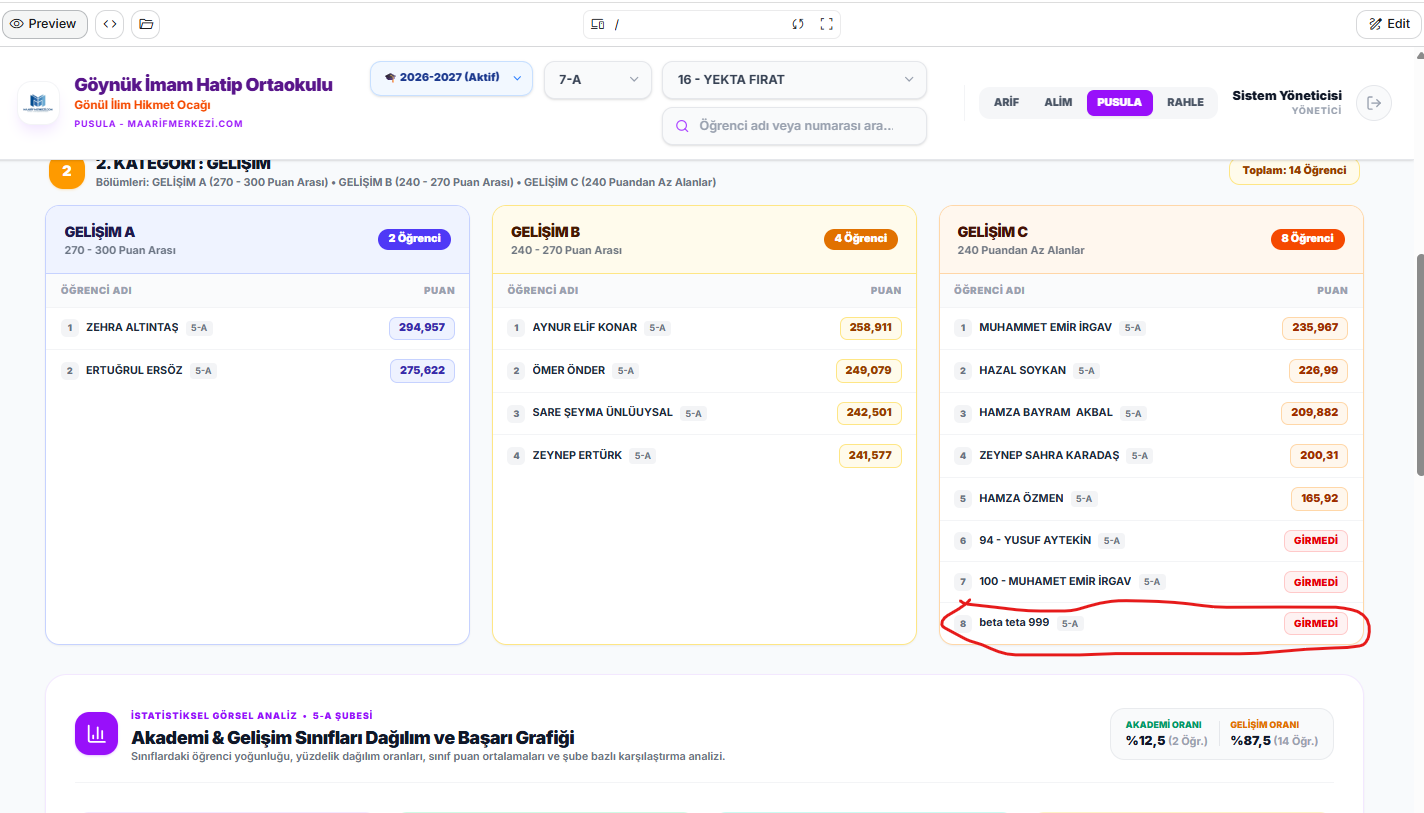 Preview
/
Edit
Göynük İmam Hatip Ortaokulu
Gönül İlim Hikmet Ocağı
PUSULA - MAARİFMERKEZİ.COM
2026-2027 (Aktif)
7-A
16 - YEKTA FIRAT
Öğrenci adı veya numarası ara...
ARİF ALİM PUSULA RAHLE
Sistem Yöneticisi
YÖNETİCİ
2
2. KATEGORİ : GELİŞİM
Bölümleri: GELİŞİM A (270 - 300 Puan Arası) • GELİŞİM B (240 - 270 Puan Arası) • GELİŞİM C (240 Puandan Az Alanlar)
Toplam: 14 Öğrenci
GELİŞİM A
270 - 300 Puan Arası
2 Öğrenci
ÖĞRENCİ ADI PUAN
1 ZEHRA ALTINTAŞ 5-A 294,957
2 ERTUĞRUL ERSÖZ 5-A 275,622
GELİŞİM B
240 - 270 Puan Arası
4 Öğrenci
ÖĞRENCİ ADI PUAN
1 AYNUR ELİF KONAR 5-A 258,911
2 ÖMER ÖNDER 5-A 249,079
3 SARE ŞEYMA ÜNLÜUYSAL 5-A 242,501
4 ZEYNEP ERTÜRK 5-A 241,577
GELİŞİM C
240 Puandan Az Alanlar
8 Öğrenci
ÖĞRENCİ ADI PUAN
1 MUHAMMET EMİR İRGAV 5-A 235,967
2 HAZAL SOYKAN 5-A 226,99
3 HAMZA BAYRAM AKBAL 5-A 209,882
4 ZEYNEP SAHRA KARADAŞ 5-A 200,31
5 HAMZA ÖZMEN 5-A 165,92
6 94 - YUSUF AYTEKİN 5-A GİRMEDİ
7 100 - MUHAMET EMİR İRGAV 5-A GİRMEDİ
8 beta teta 999 5-A GİRMEDİ
İSTATİSTİKSEL GÖRSEL ANALİZ • 5-A ŞUBESİ
Akademi & Gelişim Sınıfları Dağılım ve Başarı Grafiği
Sınıflardaki öğrenci yoğunluğu, yüzdelik dağılım oranları, sınıf puan ortalamaları ve şube bazlı karşılaştırma analizi.
AKADEMİ ORANI
%12,5 (2 Öğr.)
GELİŞİM ORANI
%87,5 (14 Öğr.)